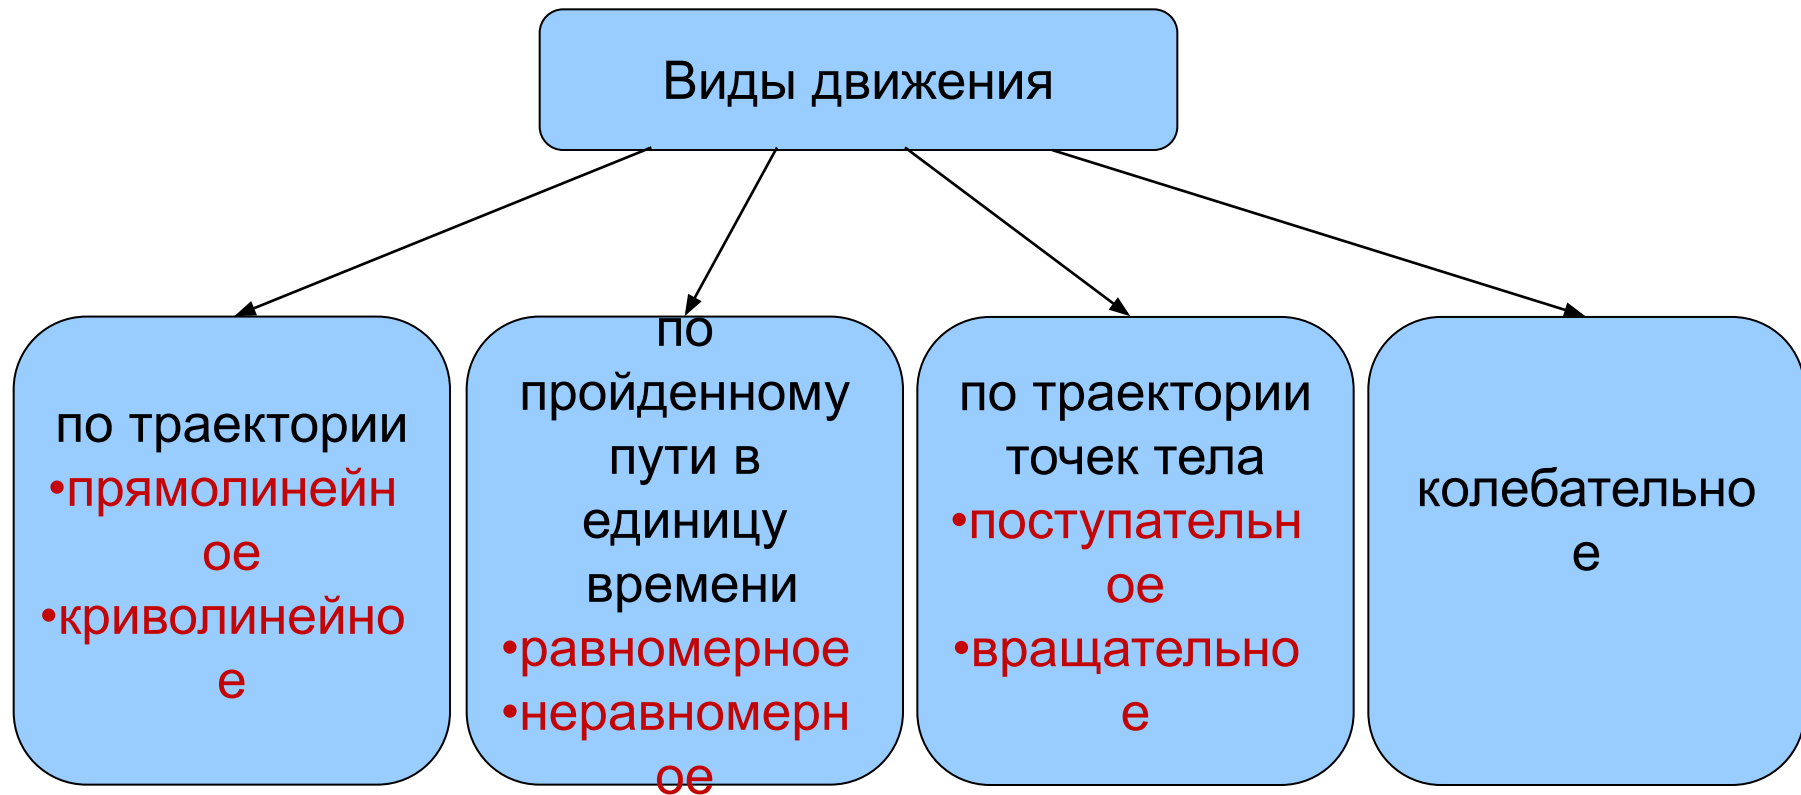 Виды движения
по траектории
•прямолинейн
ое
•криволинейно
е
по
пройденному
пути в
единицу
времени
•равномерное
•неравномерн
ое
по траектории
точек тела
•поступательн
ое
•вращательно
е
колебательно
е